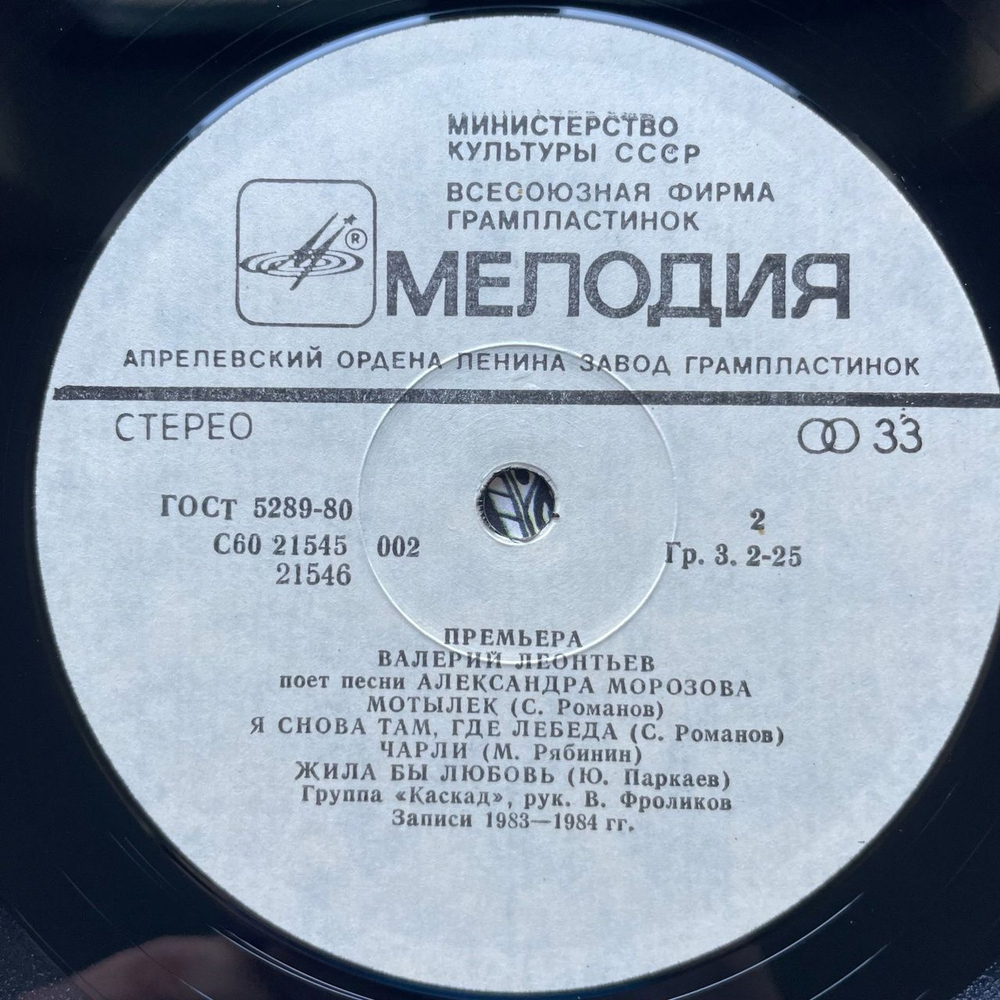 МИНИСТЕРСТВО
КУЛЬТУРЫ СССР
ВСЕСОЮЗНАЯ ФИРМА
ГРАМПЛАСТИНОК
®
МЕЛОДИЯ
АПРЕЛЕВСКИЙ ОРДЕНА ЛЕНИНА ЗАВОД ГРАМПЛАСТИНОК
СТЕРЕО
33
ГОСТ 5289-80
С60 21545 002
21546
2
Гр. 3. 2-25
ПРЕМЬЕРА
ВАЛЕРИЙ ЛЕОНТЬЕВ
поет песни АЛЕКСАНДРА МОРОЗОВА
МОТЫЛЕК (С. Романов)
Я СНОВА ТАМ, ГДЕ ЛЕБЕДА (С. Романов)
ЧАРЛИ (М. Рябинин)
ЖИЛА БЫ ЛЮБОВЬ (Ю. Паркаев)
Группа «Каскад», рук. В. Фроликов
Записи 1983—1984 гг.